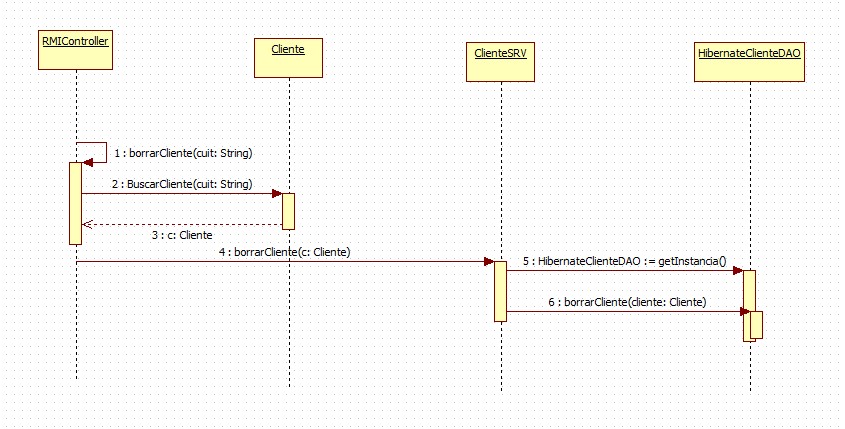 RMIController
Cliente
ClienteSRV
HibernateClienteDAO
1 : borrarCliente(cuit: String)
2 : BuscarCliente(cuit: String)
3 : c: Cliente
4 : borrarCliente(c: Cliente)
5 : HibernateClienteDAO := getInstancia()
6 : borrarCliente(cliente: Cliente)